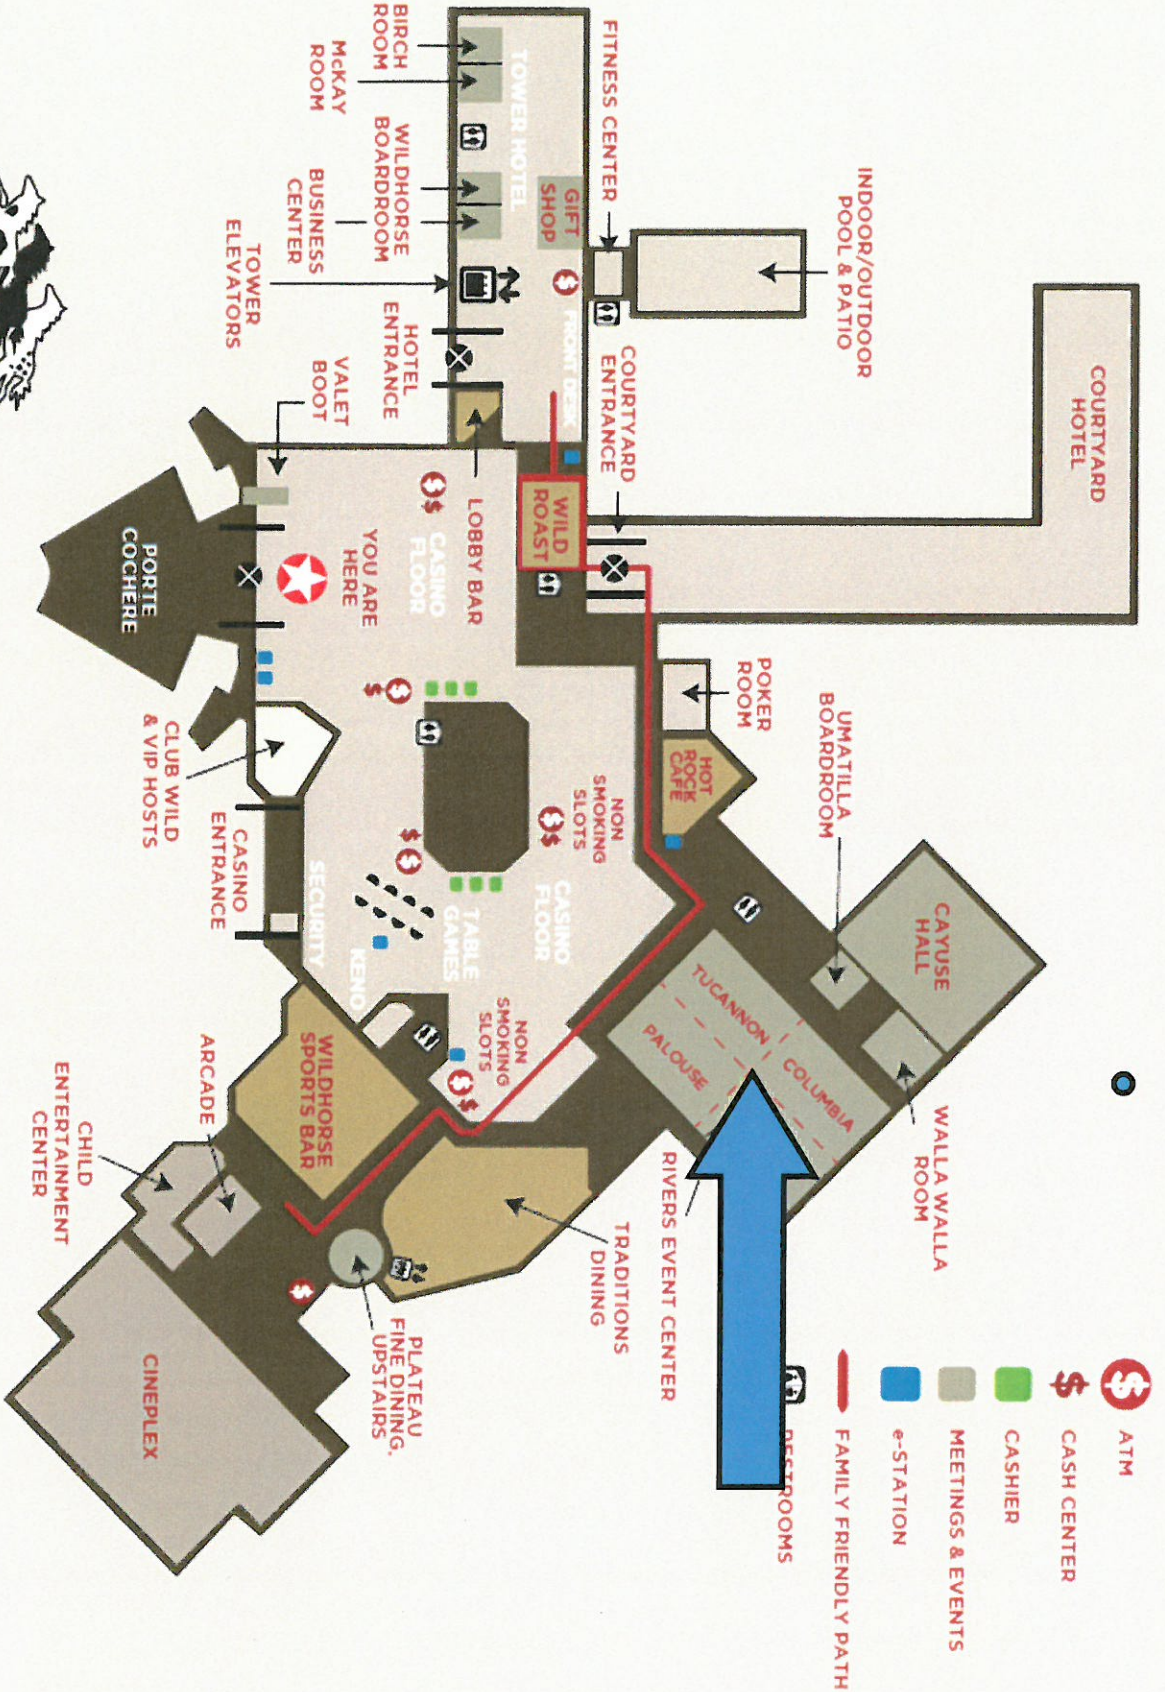 ATM
CASH CENTER
CASHIER
MEETINGS & EVENTS
e-STATION
FAMILY FRIENDLY PATH
RESTROOMS
COURTYARD
HOTEL
INDOOR/OUTDOOR
POOL & PATIO
FITNESS CENTER
COURTYARD
ENTRANCE
POKER
ROOM
UMATILLA
BOARDROOM
CAYUSE
HALL
WALLA WALLA
ROOM
TUCANNON
COLUMBIA
PALOUSE
RIVERS EVENT CENTER
HOT
ROCK
CAFE
TOWER HOTEL
GIFT
SHOP
FRONT DESK
WILD
ROAST
BIRCH
ROOM
McKAY
ROOM
WILDHORSE
BOARDROOM
BUSINESS
CENTER
TOWER
ELEVATORS
HOTEL
ENTRANCE
VALET
BOOT
LOBBY BAR
CASINO
FLOOR
YOU ARE
HERE
PORTE
COCHERE
CLUB WILD
& VIP HOSTS
CASINO
ENTRANCE
SECURITY
KENO
TABLE
GAMES
NON
SMOKING
SLOTS
CASINO
FLOOR
NON
SMOKING
SLOTS
TRADITIONS
DINING
PLATEAU
FINE DINING,
UPSTAIRS
WILDHORSE
SPORTS BAR
ARCADE
CHILD
ENTERTAINMENT
CENTER
CINEPLEX